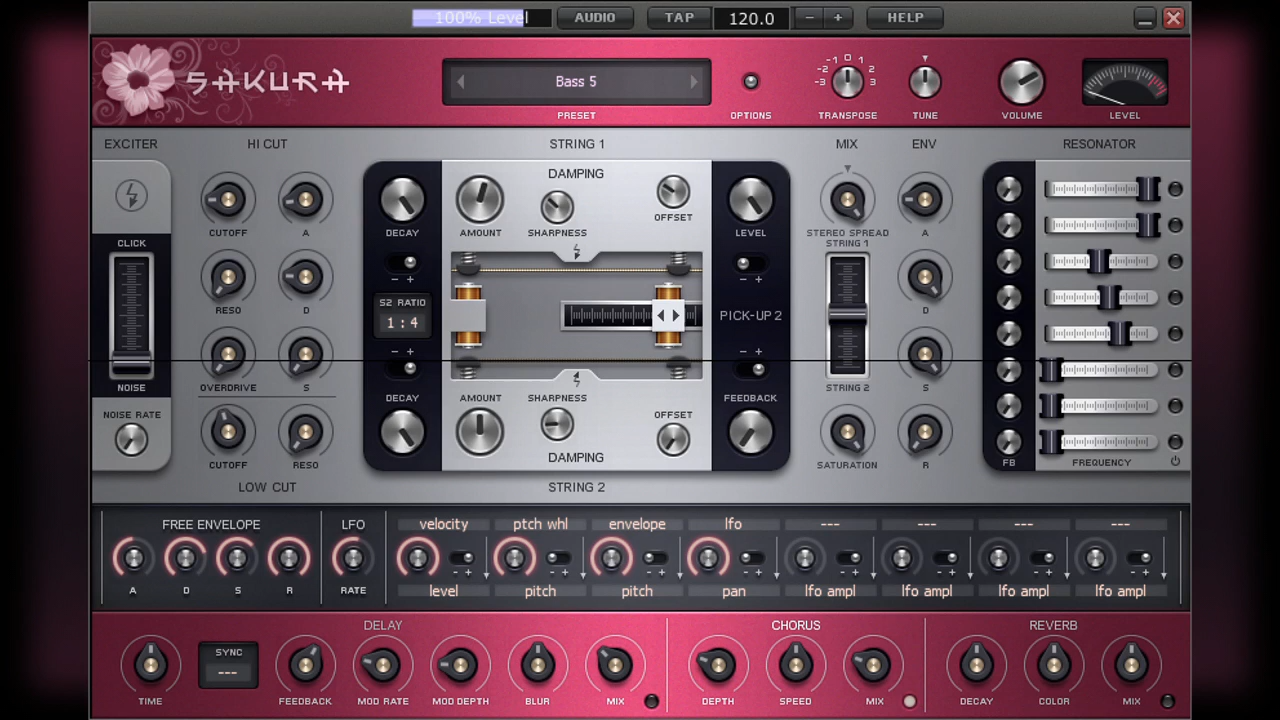 100% Level AUDIO TAP 120.0 - + HELP
SAKURA
Bass 5
PRESET OPTIONS TRANSPOSE TUNE VOLUME LEVEL
-3 -2 -1 0 1 2 3
EXCITER HI CUT STRING 1 MIX ENV RESONATOR
DAMPING
CUTOFF A DECAY AMOUNT SHARPNESS OFFSET LEVEL STEREO SPREAD A
CLICK STRING 1
- + - +
RESO D S2 RATIO PICK-UP 2 D
1:4
- + - +
NOISE OVERDRIVE S DECAY AMOUNT SHARPNESS OFFSET FEEDBACK STRING 2 S
NOISE RATE
CUTOFF RESO DAMPING SATURATION R FB FREQUENCY
LOW CUT STRING 2
FREE ENVELOPE LFO velocity ptch whl envelope lfo --- --- --- ---
- + - + - + - + - + - + - + - +
A D S R RATE level pitch pitch pan lfo ampl lfo ampl lfo ampl lfo ampl
DELAY CHORUS REVERB
SYNC
---
TIME FEEDBACK MOD RATE MOD DEPTH BLUR MIX DEPTH SPEED MIX DECAY COLOR MIX